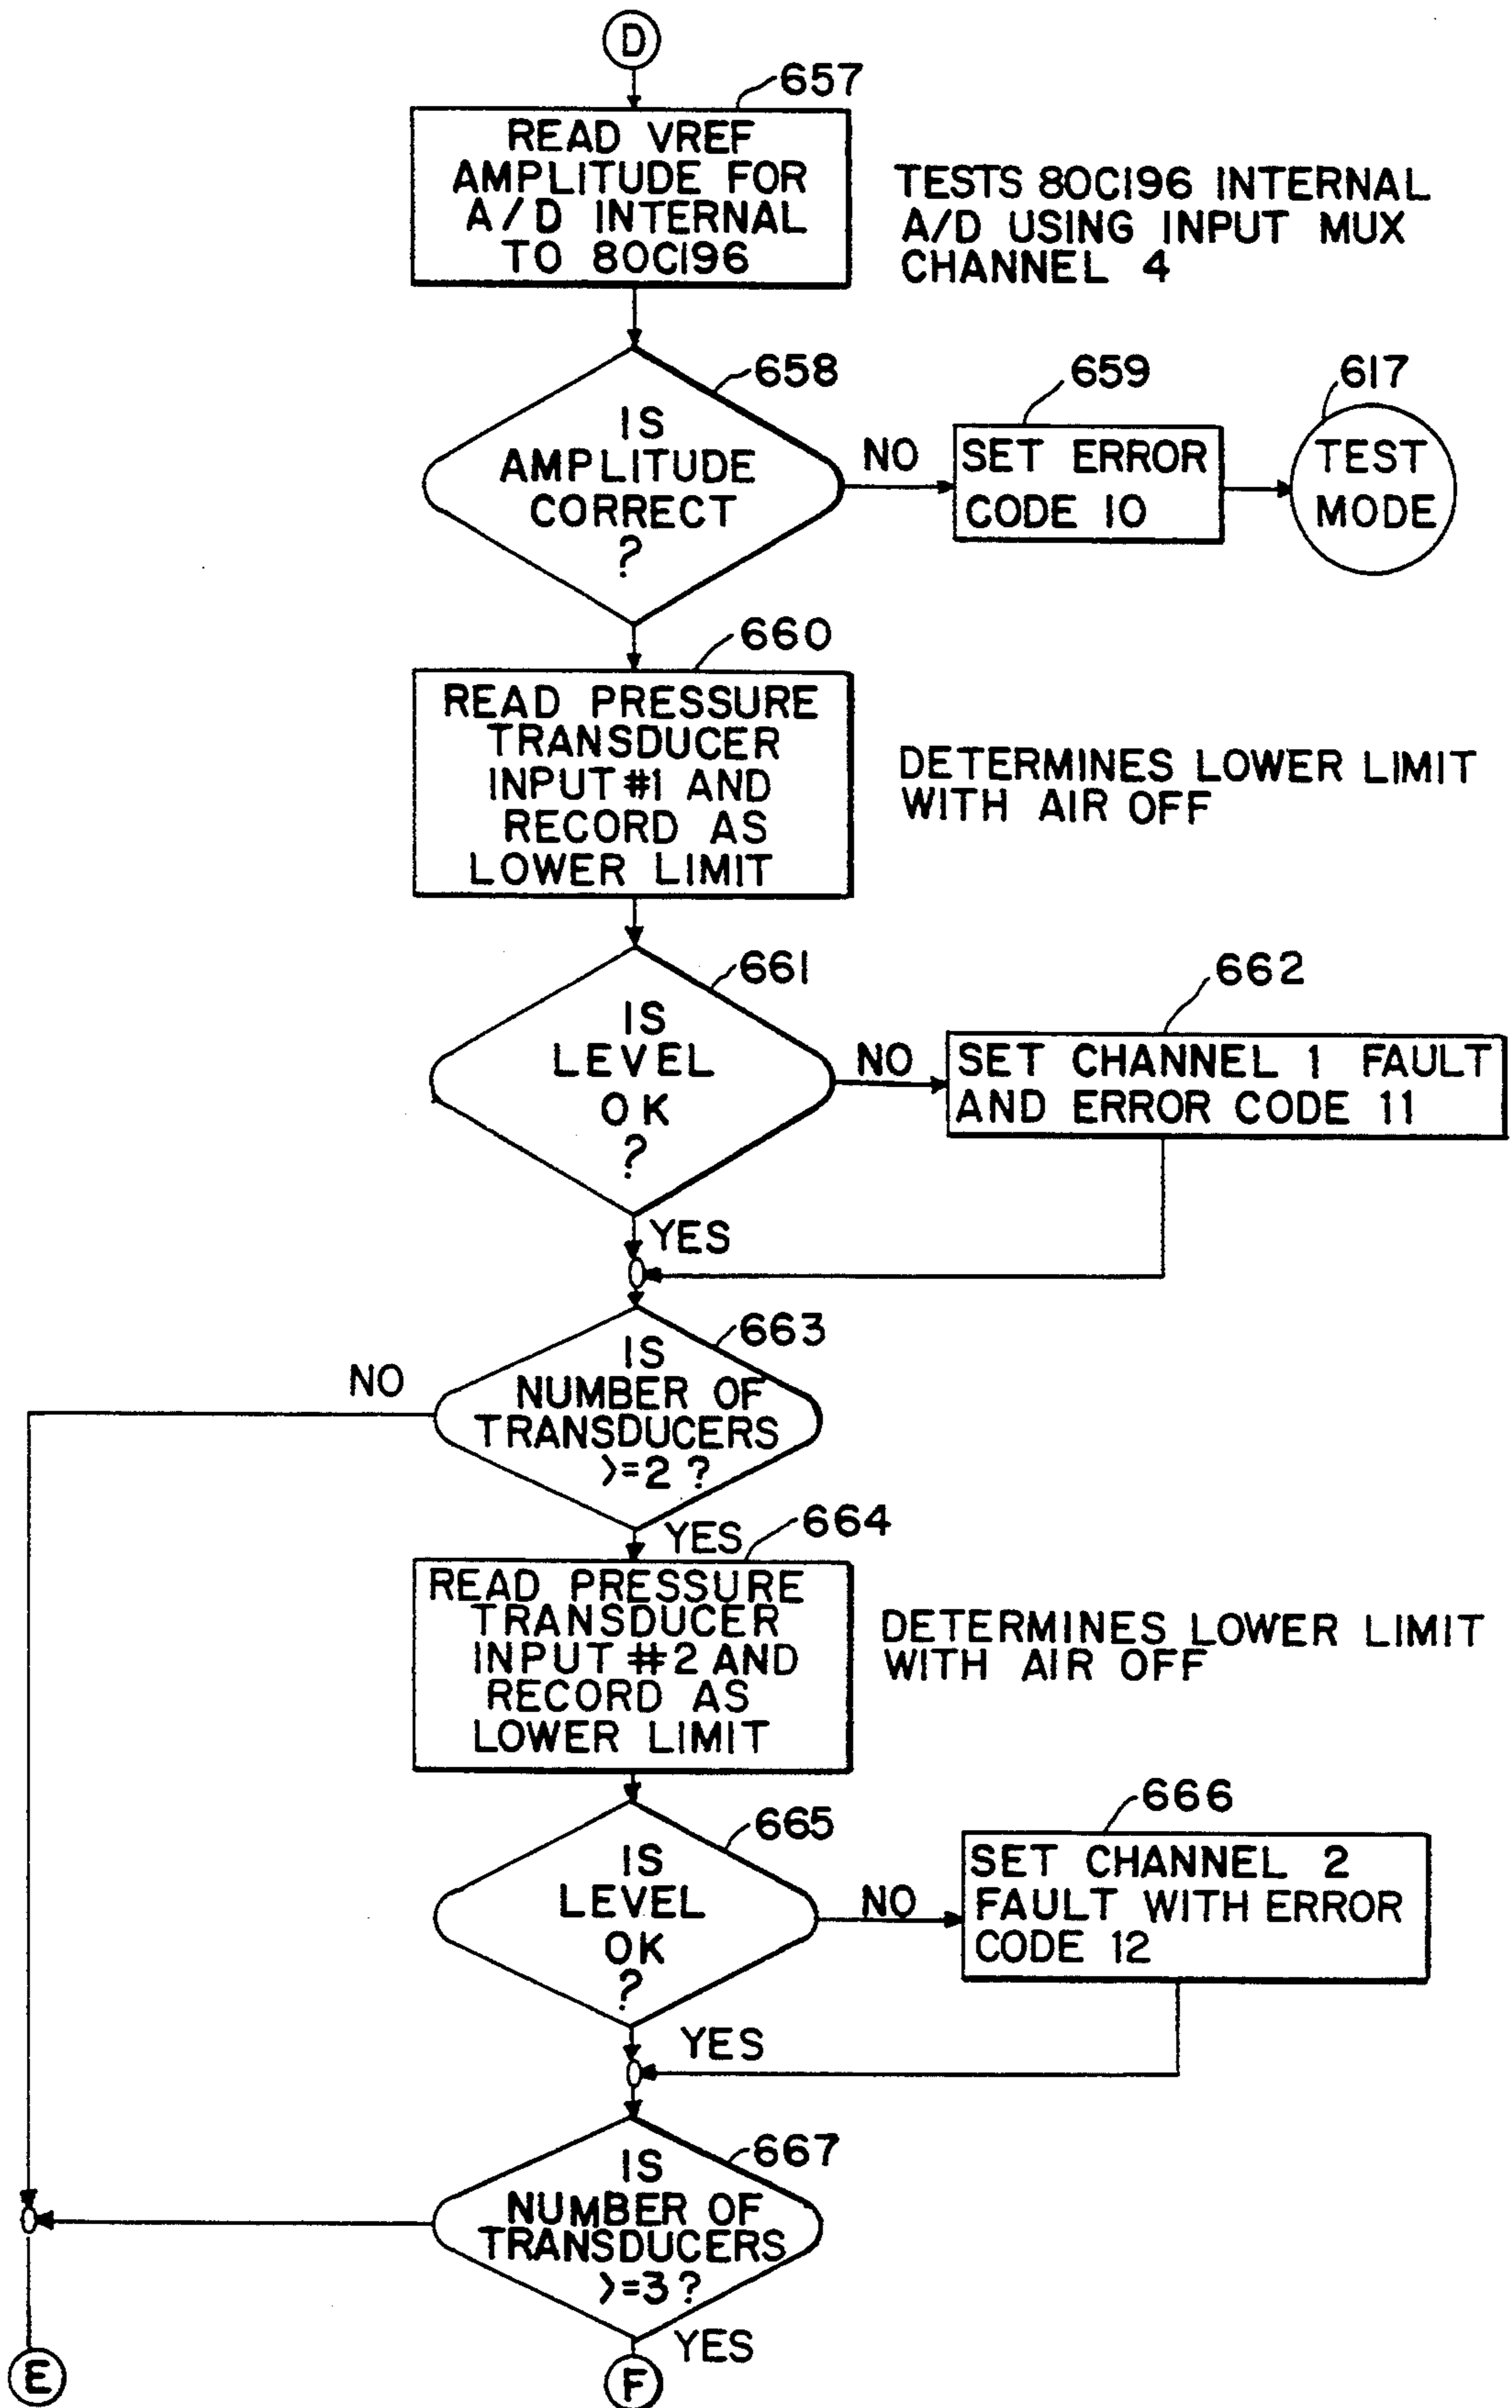 D
657
READ VREF
AMPLITUDE FOR
A/D INTERNAL
TO 80C196
TESTS 80C196 INTERNAL
A/D USING INPUT MUX
CHANNEL 4
658
IS
AMPLITUDE
CORRECT
?
NO
659
SET ERROR
CODE 10
617
TEST
MODE
660
READ PRESSURE
TRANSDUCER
INPUT #1 AND
RECORD AS
LOWER LIMIT
DETERMINES LOWER LIMIT
WITH AIR OFF
661
IS
LEVEL
OK
?
NO
662
SET CHANNEL 1 FAULT
AND ERROR CODE 11
YES
663
IS
NUMBER OF
TRANSDUCERS
>=2 ?
NO
YES
664
READ PRESSURE
TRANSDUCER
INPUT #2 AND
RECORD AS
LOWER LIMIT
DETERMINES LOWER LIMIT
WITH AIR OFF
665
IS
LEVEL
OK
?
NO
666
SET CHANNEL 2
FAULT WITH ERROR
CODE 12
YES
667
IS
NUMBER OF
TRANSDUCERS
>=3 ?
YES
E
F